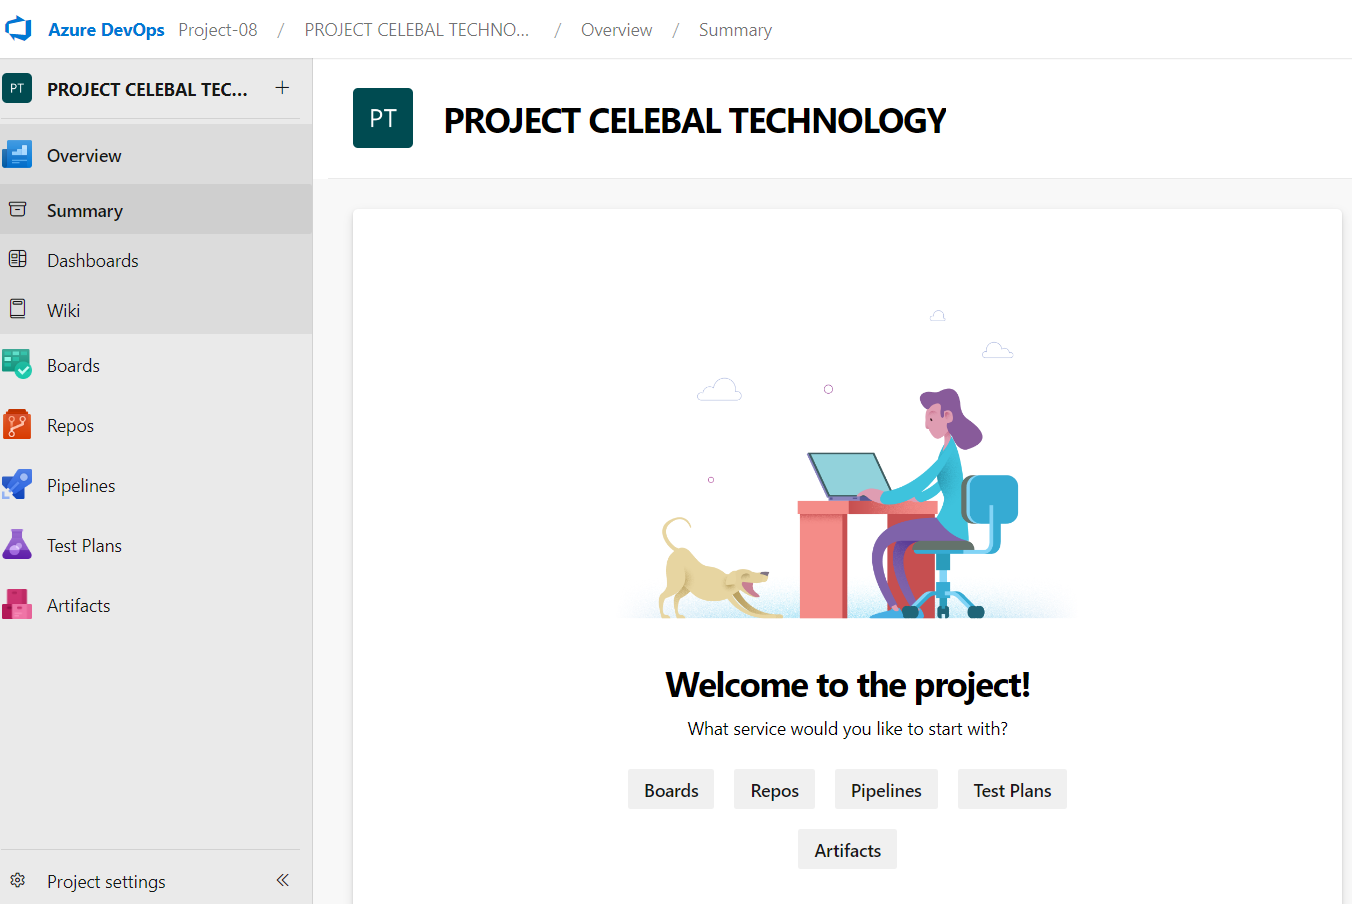 Azure DevOps Project-08 / PROJECT CELEBAL TECHNO... / Overview / Summary
PT PROJECT CELEBAL TEC... +
Overview
Summary
Dashboards
Wiki
Boards
Repos
Pipelines
Test Plans
Artifacts
Project settings
PT PROJECT CELEBAL TECHNOLOGY
Welcome to the project!
What service would you like to start with?
Boards Repos Pipelines Test Plans
Artifacts